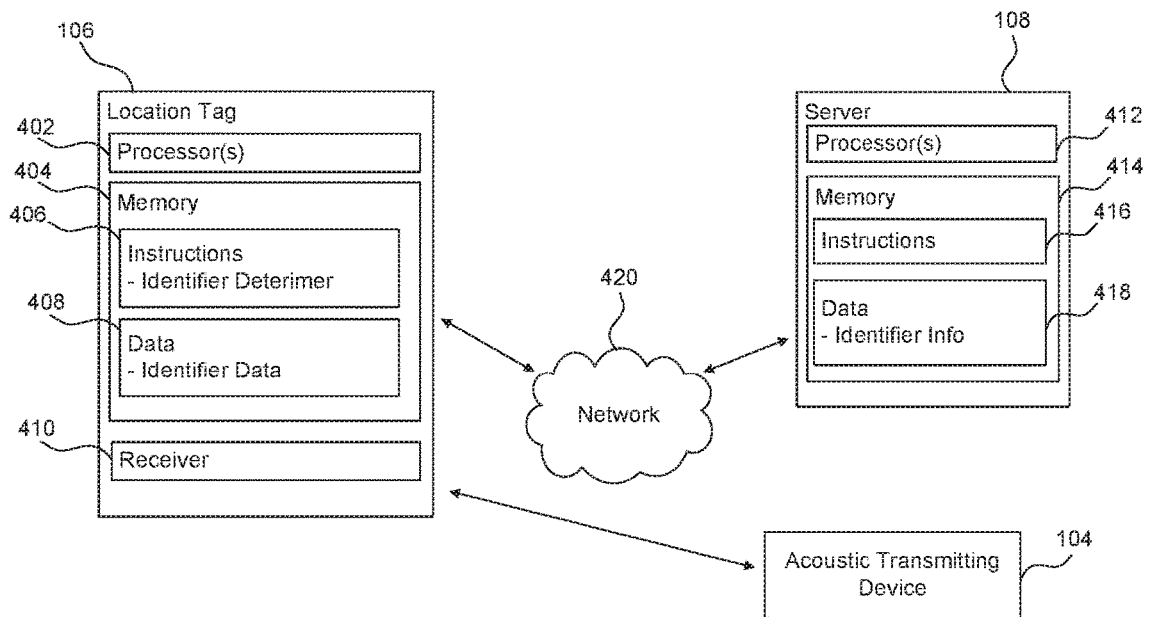 106
108
Location Tag
402
Processor(s)
404
Memory
406
Instructions
- Identifier Deterimer
408
Data
- Identifier Data
410
Receiver
420
Network
Server
Processor(s)
412
Memory
414
Instructions
416
Data
- Identifier Info
418
Acoustic Transmitting
Device
104